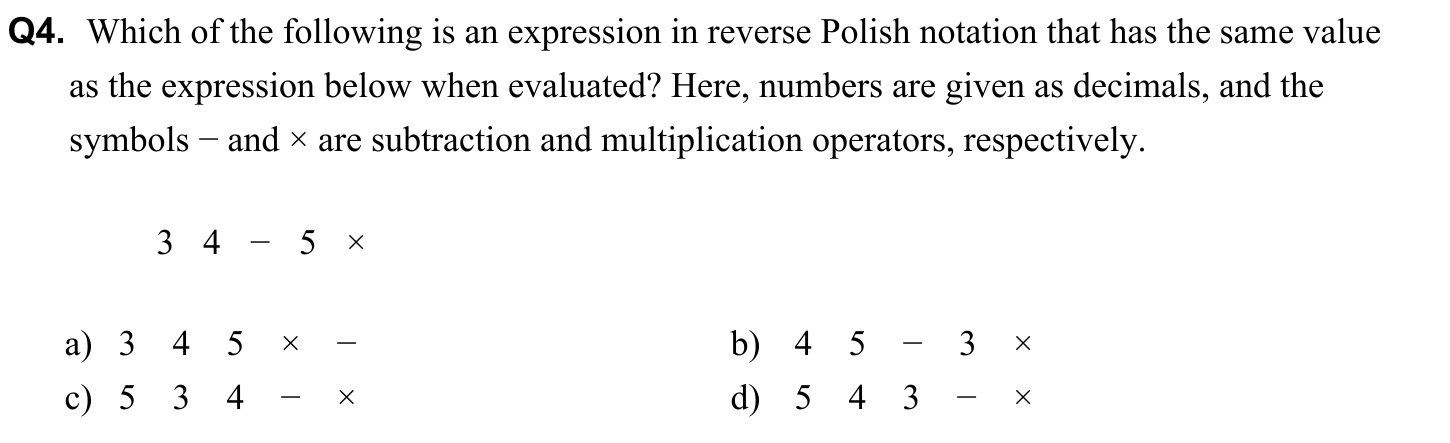 Q4. Which of the following is an expression in reverse Polish notation that has the same value
as the expression below when evaluated? Here, numbers are given as decimals, and the
symbols − and × are subtraction and multiplication operators, respectively.
3 4 − 5 ×
a) 3 4 5 × − b) 4 5 − 3 ×
c) 5 3 4 − × d) 5 4 3 − ×